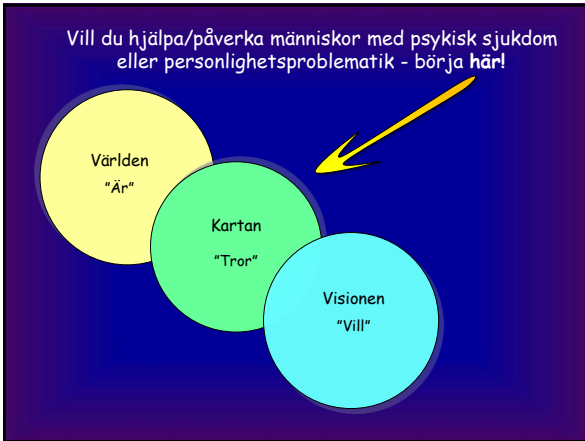 Vill du hjälpa/påverka människor med psykisk sjukdom
eller personlighetsproblematik - börja här!
Världen
”Är”
Kartan
”Tror”
Visionen
”Vill”